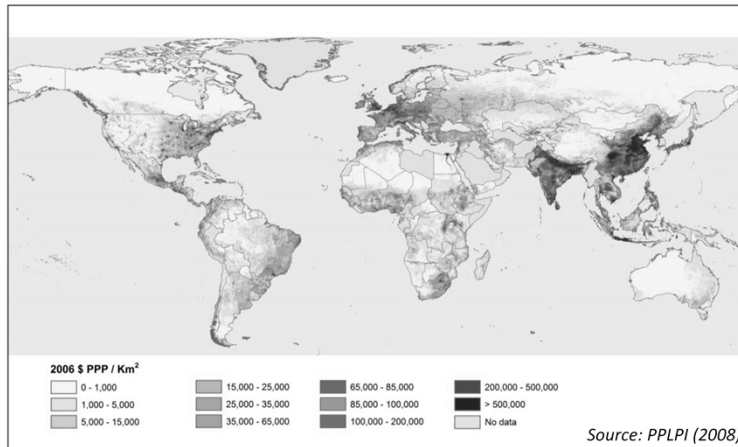 2006 $ PPP / Km²
0 - 1,000
1,000 - 5,000
5,000 - 15,000
15,000 - 25,000
25,000 - 35,000
35,000 - 65,000
65,000 - 85,000
85,000 - 100,000
100,000 - 200,000
200,000 - 500,000
> 500,000
No data
Source: PPLPI (2008)